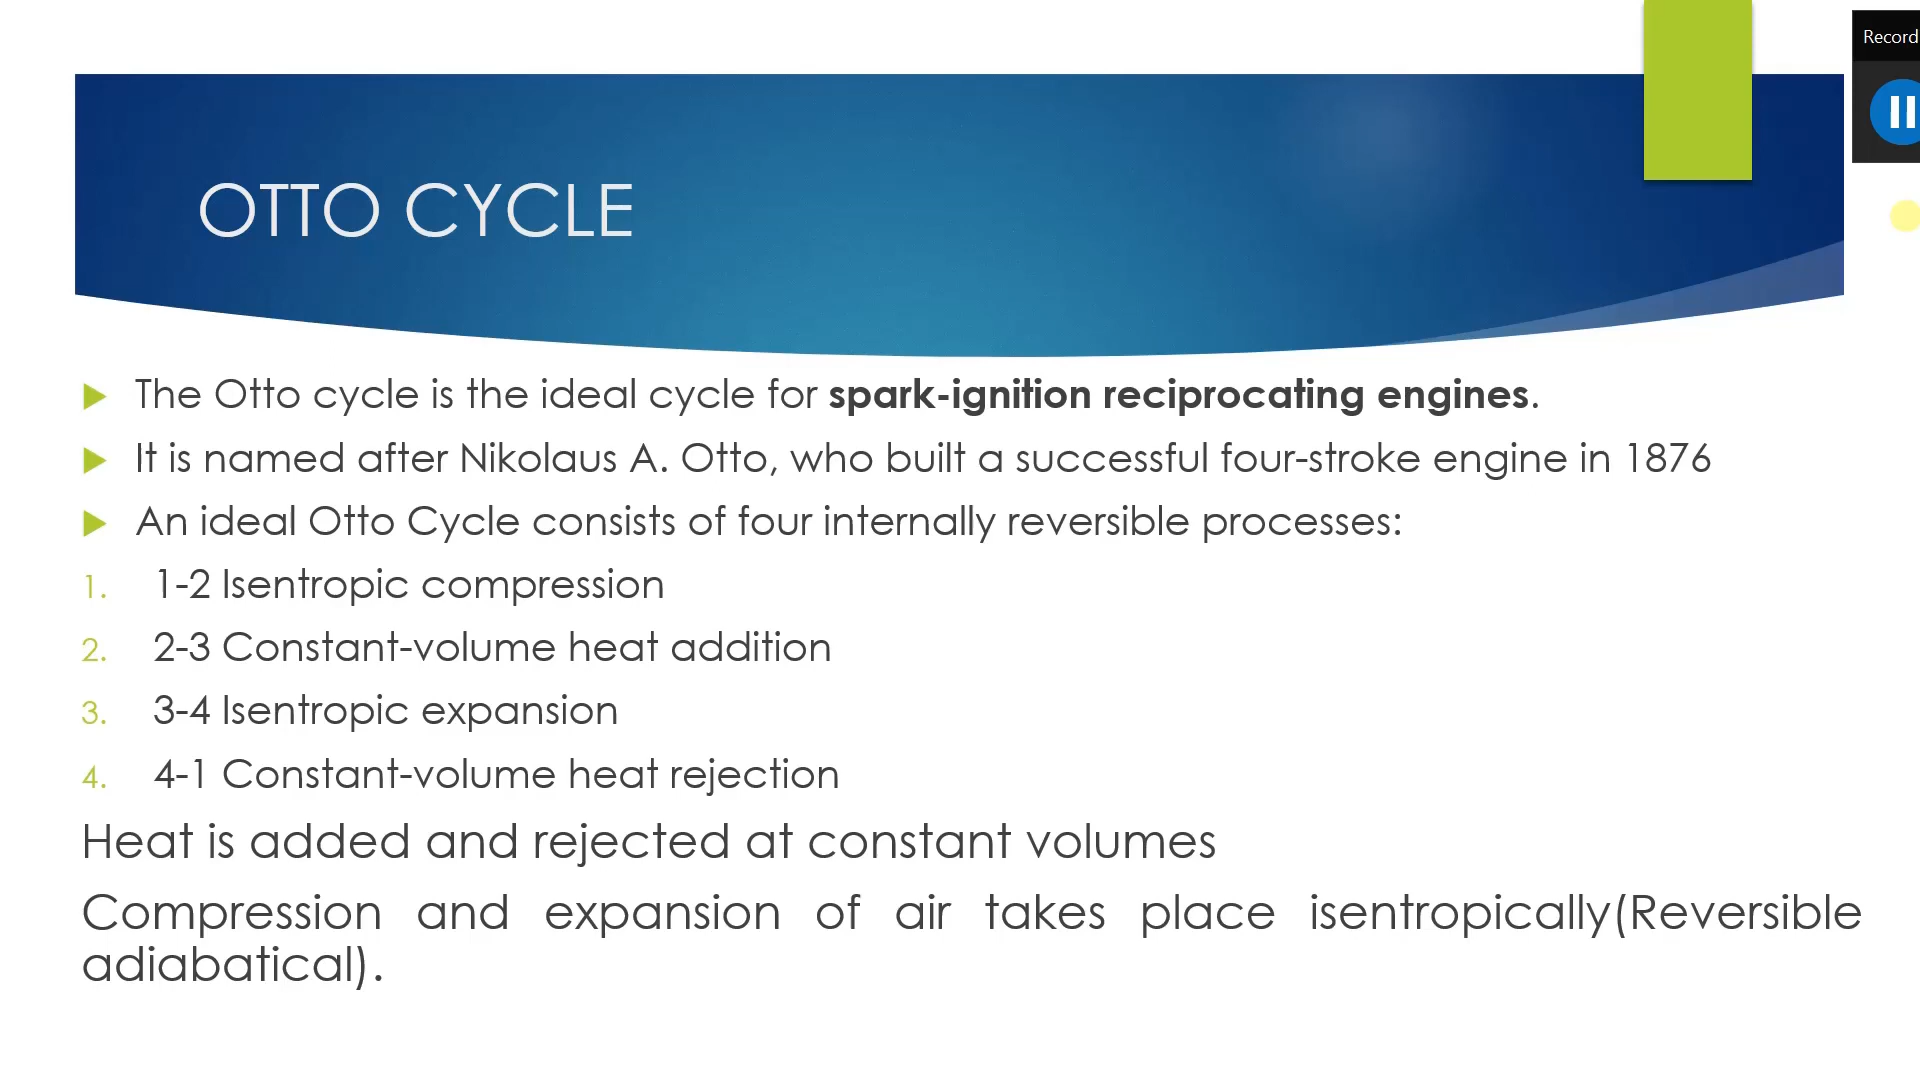 Record
OTTO CYCLE
The Otto cycle is the ideal cycle for spark-ignition reciprocating engines.
It is named after Nikolaus A. Otto, who built a successful four-stroke engine in 1876
An ideal Otto Cycle consists of four internally reversible processes:
1. 1-2 Isentropic compression
2. 2-3 Constant-volume heat addition
3. 3-4 Isentropic expansion
4. 4-1 Constant-volume heat rejection
Heat is added and rejected at constant volumes
Compression and expansion of air takes place isentropically(Reversible
adiabatical).